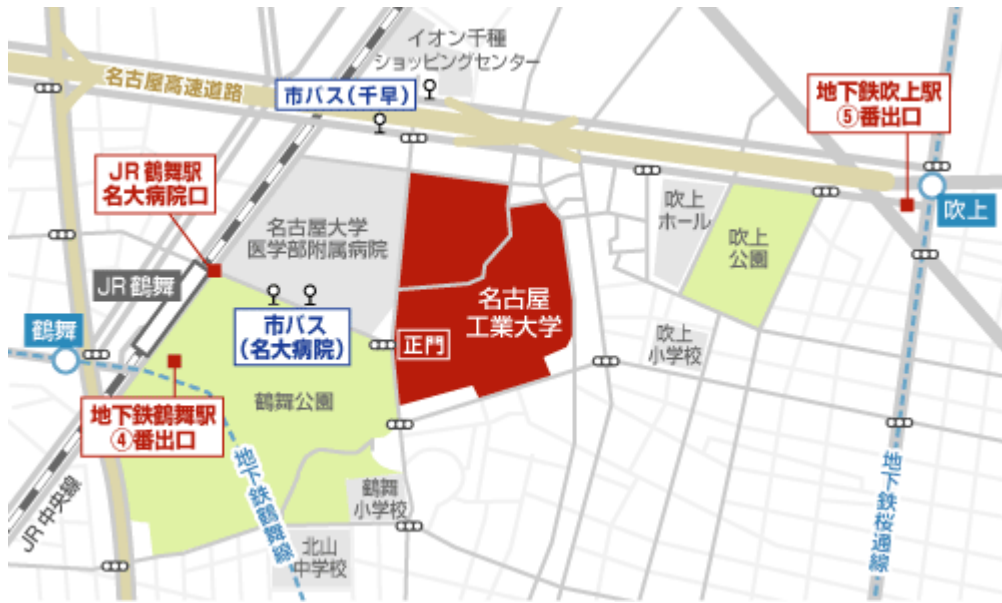 イオン千種
ショッピングセンター
名古屋高速道路
市バス(千早)
地下鉄吹上駅
⑤番出口
JR鶴舞駅
名大病院口
名古屋大学
医学部附属病院
吹上
ホール
吹上
公園
吹上
JR鶴舞
鶴舞
市バス
(名大病院)
正門
名古屋
工業大学
吹上
小学校
地下鉄鶴舞駅
④番出口
鶴舞公園
地下鉄鶴舞線
地下鉄桜通線
JR中央線
鶴舞
小学校
北山
中学校